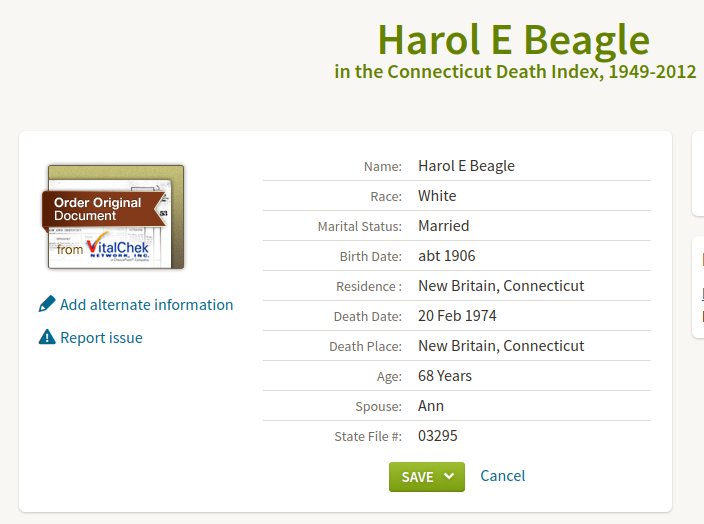 Harol E Beagle
in the Connecticut Death Index, 1949-2012
Order Original
Document
from VitalChek
NETWORK, INC.
Add alternate information
Report issue
Name: Harol E Beagle
Race: White
Marital Status: Married
Birth Date: abt 1906
Residence : New Britain, Connecticut
Death Date: 20 Feb 1974
Death Place: New Britain, Connecticut
Age: 68 Years
Spouse: Ann
State File #: 03295
SAVE
Cancel